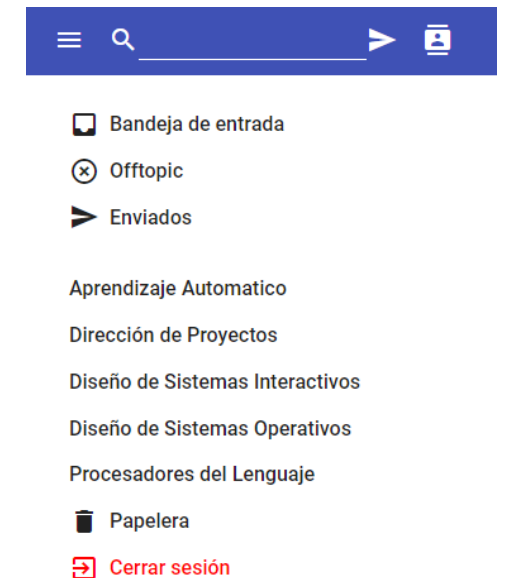 Bandeja de entrada
Offtopic
Enviados
Aprendizaje Automatico
Dirección de Proyectos
Diseño de Sistemas Interactivos
Diseño de Sistemas Operativos
Procesadores del Lenguaje
Papelera
Cerrar sesión